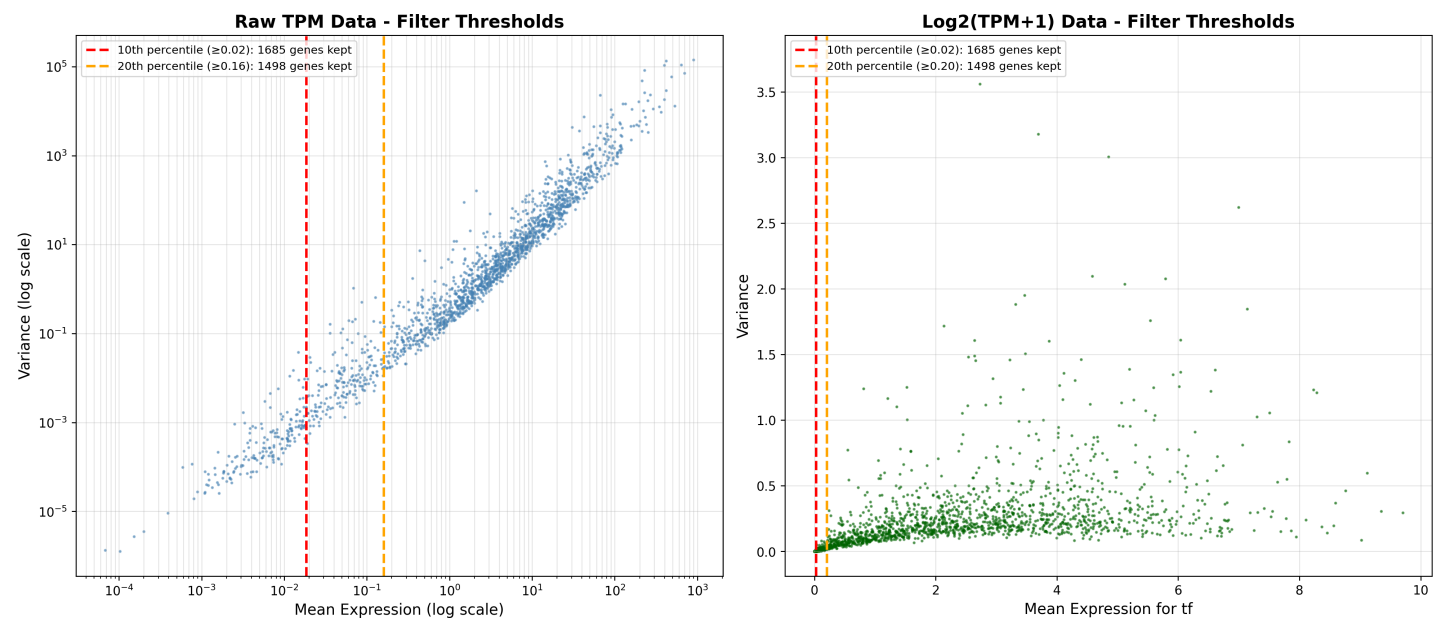 Raw TPM Data - Filter Thresholds
10th percentile (≥0.02): 1685 genes kept
20th percentile (≥0.16): 1498 genes kept
Variance (log scale)
10⁵
10³
10¹
10⁻¹
10⁻³
10⁻⁵
10⁻⁴ 10⁻³ 10⁻² 10⁻¹ 10⁰ 10¹ 10² 10³
Mean Expression (log scale)
Log2(TPM+1) Data - Filter Thresholds
10th percentile (≥0.02): 1685 genes kept
20th percentile (≥0.20): 1498 genes kept
Variance
3.5
3.0
2.5
2.0
1.5
1.0
0.5
0.0
0 2 4 6 8 10
Mean Expression for tf